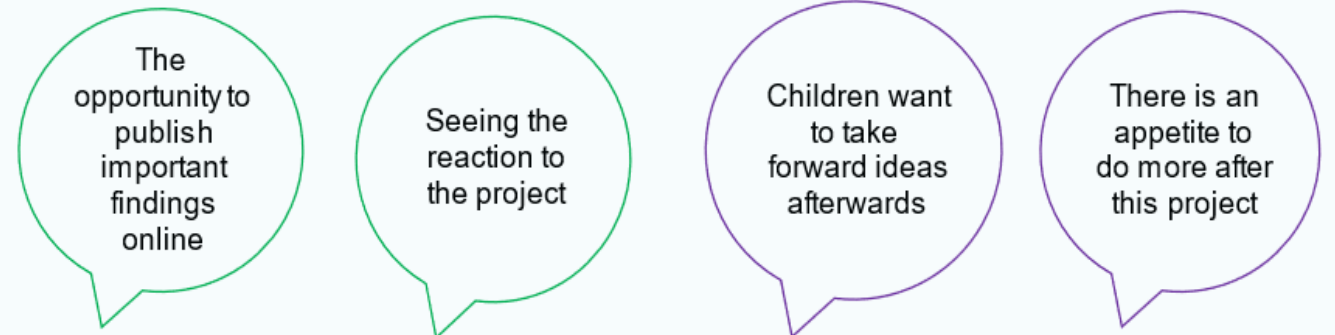 The
opportunity to
publish
important
findings
online
Seeing the
reaction to
the project
Children want
to take
forward ideas
afterwards
There is an
appetite to
do more after
this project